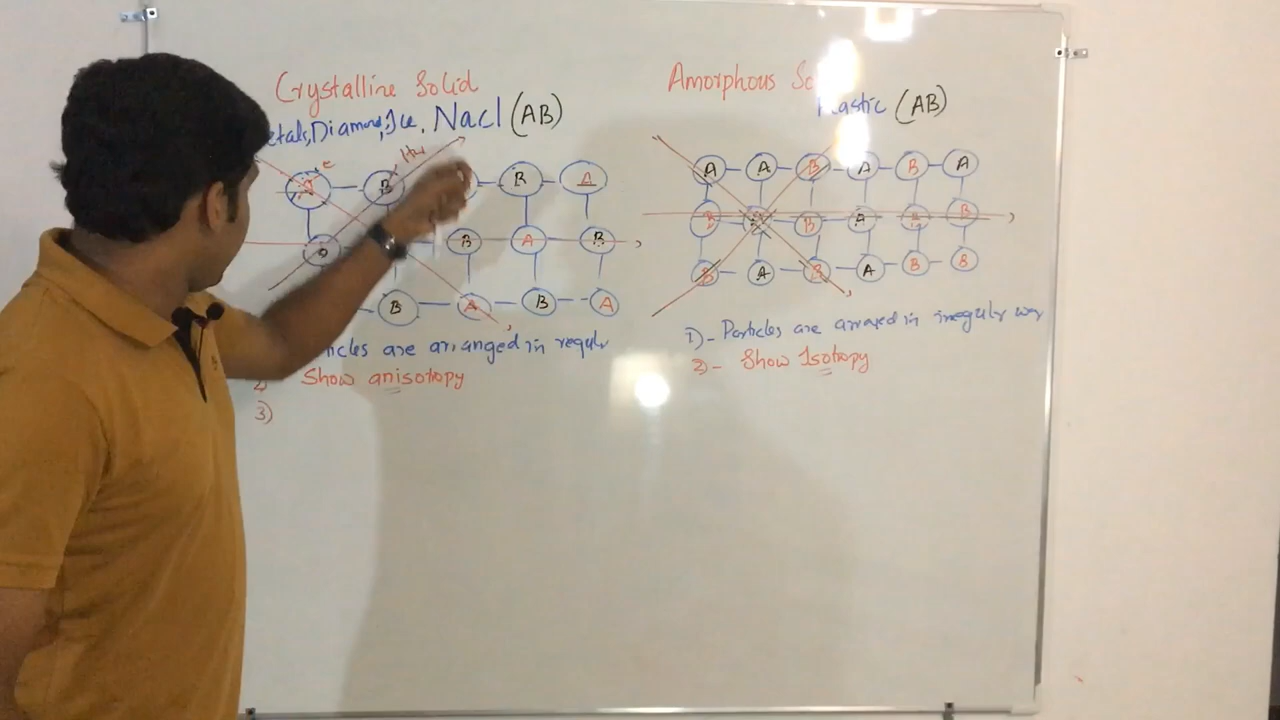 Crystalline Solid
etals, Diamond, Ice, Nacl (AB)
B R A
B A B
B A B A
icles are arranged in regular
2) Show anisotropy
3)
Amorphous So
Plastic (AB)
A A B A B A
B B A B B
B A B A B B
1)- Particles are arranged in irregular way
2)- Show Isotropy